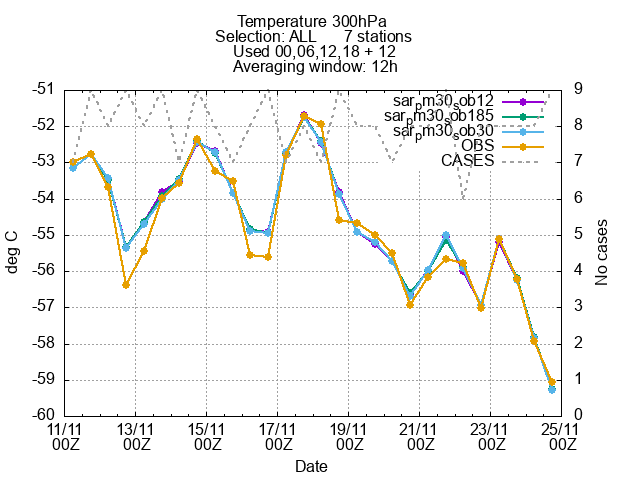 Temperature 300hPa
Selection: ALL 7 stations
Used 00,06,12,18 + 12
Averaging window: 12h
-51 9
sar_pm30_sob12
sar_pm30_sob185
-52 8
sar_pm30_sob30
OBS
CASES
-53 7
-54 6
-55 5
deg C
No cases
-56 4
-57 3
-58 2
-59 1
-60 0
11/11 13/11 15/11 17/11 19/11 21/11 23/11 25/11
00Z 00Z 00Z 00Z 00Z 00Z 00Z 00Z
Date